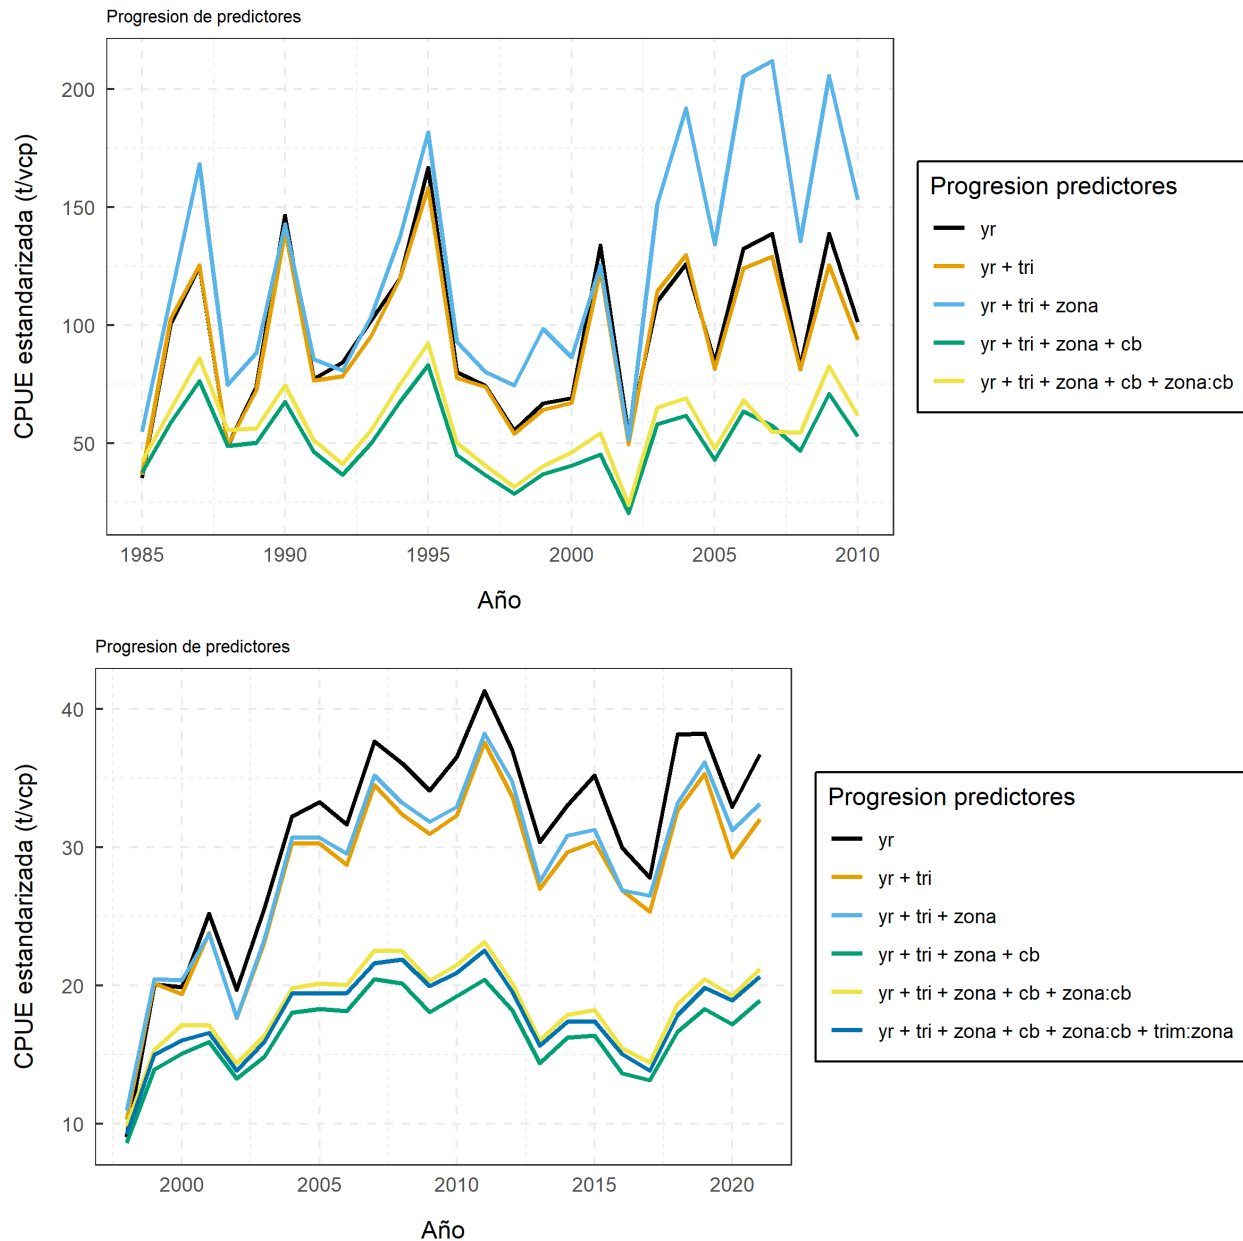 Progresion de predictores
CPUE estandarizada (t/vcp)
200
150
100
50
1985 1990 1995 2000 2005 2010
Año
Progresion predictores
yr
yr + tri
yr + tri + zona
yr + tri + zona + cb
yr + tri + zona + cb + zona:cb
Progresion de predictores
CPUE estandarizada (t/vcp)
40
30
20
10
2000 2005 2010 2015 2020
Año
Progresion predictores
yr
yr + tri
yr + tri + zona
yr + tri + zona + cb
yr + tri + zona + cb + zona:cb
yr + tri + zona + cb + zona:cb + trim:zona